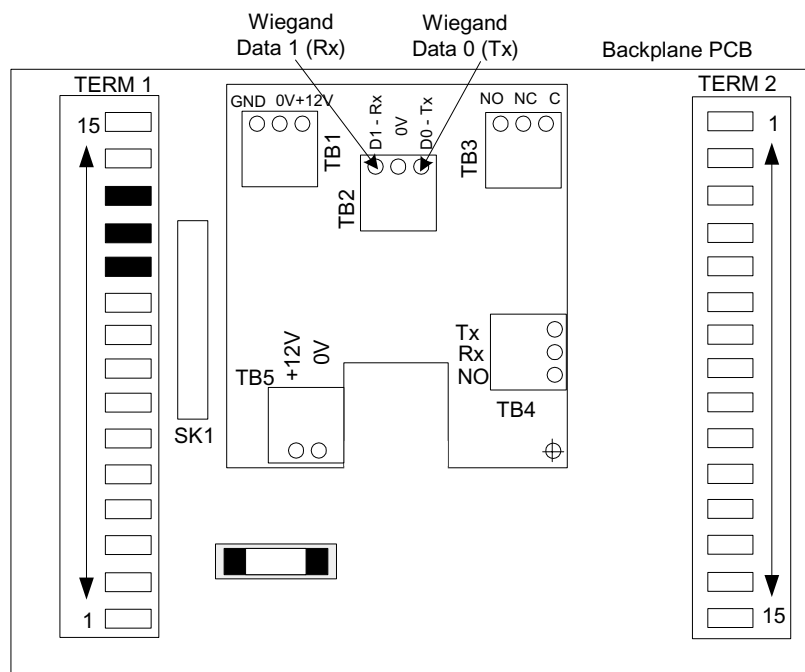 Wiegand
Data 1 (Rx)
Wiegand
Data 0 (Tx)
Backplane PCB
TERM 1
TERM 2
GND 0V+12V
D1 - Rx
0V
D0 - Tx
NO NC C
15
1
TB1
TB2
TB3
SK1
+12V
0V
TB5
Tx
Rx
NO
TB4
1
15